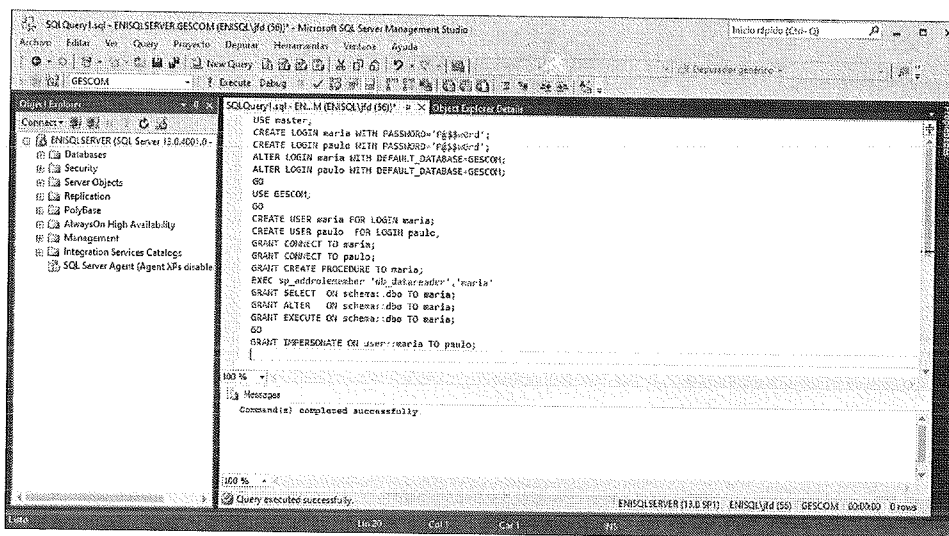 SQLQuery1.sql - ENISQLSERVER.GESCOM (ENISQL\jfd (56))* - Microsoft SQL Server Management Studio
Inicio rápido (Ctrl+Q)
Archivo Editar Ver Query Proyecto Depurar Herramientas Ventana Ayuda
New Query
Depurador genérico
GESCOM
Execute Debug
Object Explorer
SQLQuery1.sql - EN...M (ENISQL\jfd (56))*
Object Explorer Details
Connect
ENISQLSERVER (SQL Server 13.0.4001.0 -
Databases
Security
Server Objects
Replication
PolyBase
AlwaysOn High Availability
Management
Integration Services Catalogs
SQL Server Agent (Agent XPs disable
USE master;
CREATE LOGIN maria WITH PASSWORD='P@$$w0rd';
CREATE LOGIN paulo WITH PASSWORD='P@$$w0rd';
ALTER LOGIN maria WITH DEFAULT_DATABASE=GESCOM;
ALTER LOGIN paulo WITH DEFAULT_DATABASE=GESCOM;
GO
USE GESCOM;
GO
CREATE USER maria FOR LOGIN maria;
CREATE USER paulo FOR LOGIN paulo;
GRANT CONNECT TO maria;
GRANT CONNECT TO paulo;
GRANT CREATE PROCEDURE TO maria;
EXEC sp_addrolemember 'db_datareader','maria'
GRANT SELECT ON schema::dbo TO maria;
GRANT ALTER ON schema::dbo TO maria;
GRANT EXECUTE ON schema::dbo TO maria;
GO
GRANT IMPERSONATE ON user::maria TO paulo;
100 %
Messages
Command(s) completed successfully.
100 %
Query executed successfully.
ENISQLSERVER (13.0 SP1) ENISQL\jfd (56) GESCOM 00:00:00 0 rows
Listo
Lín 20 Col 1 Car 1 INS